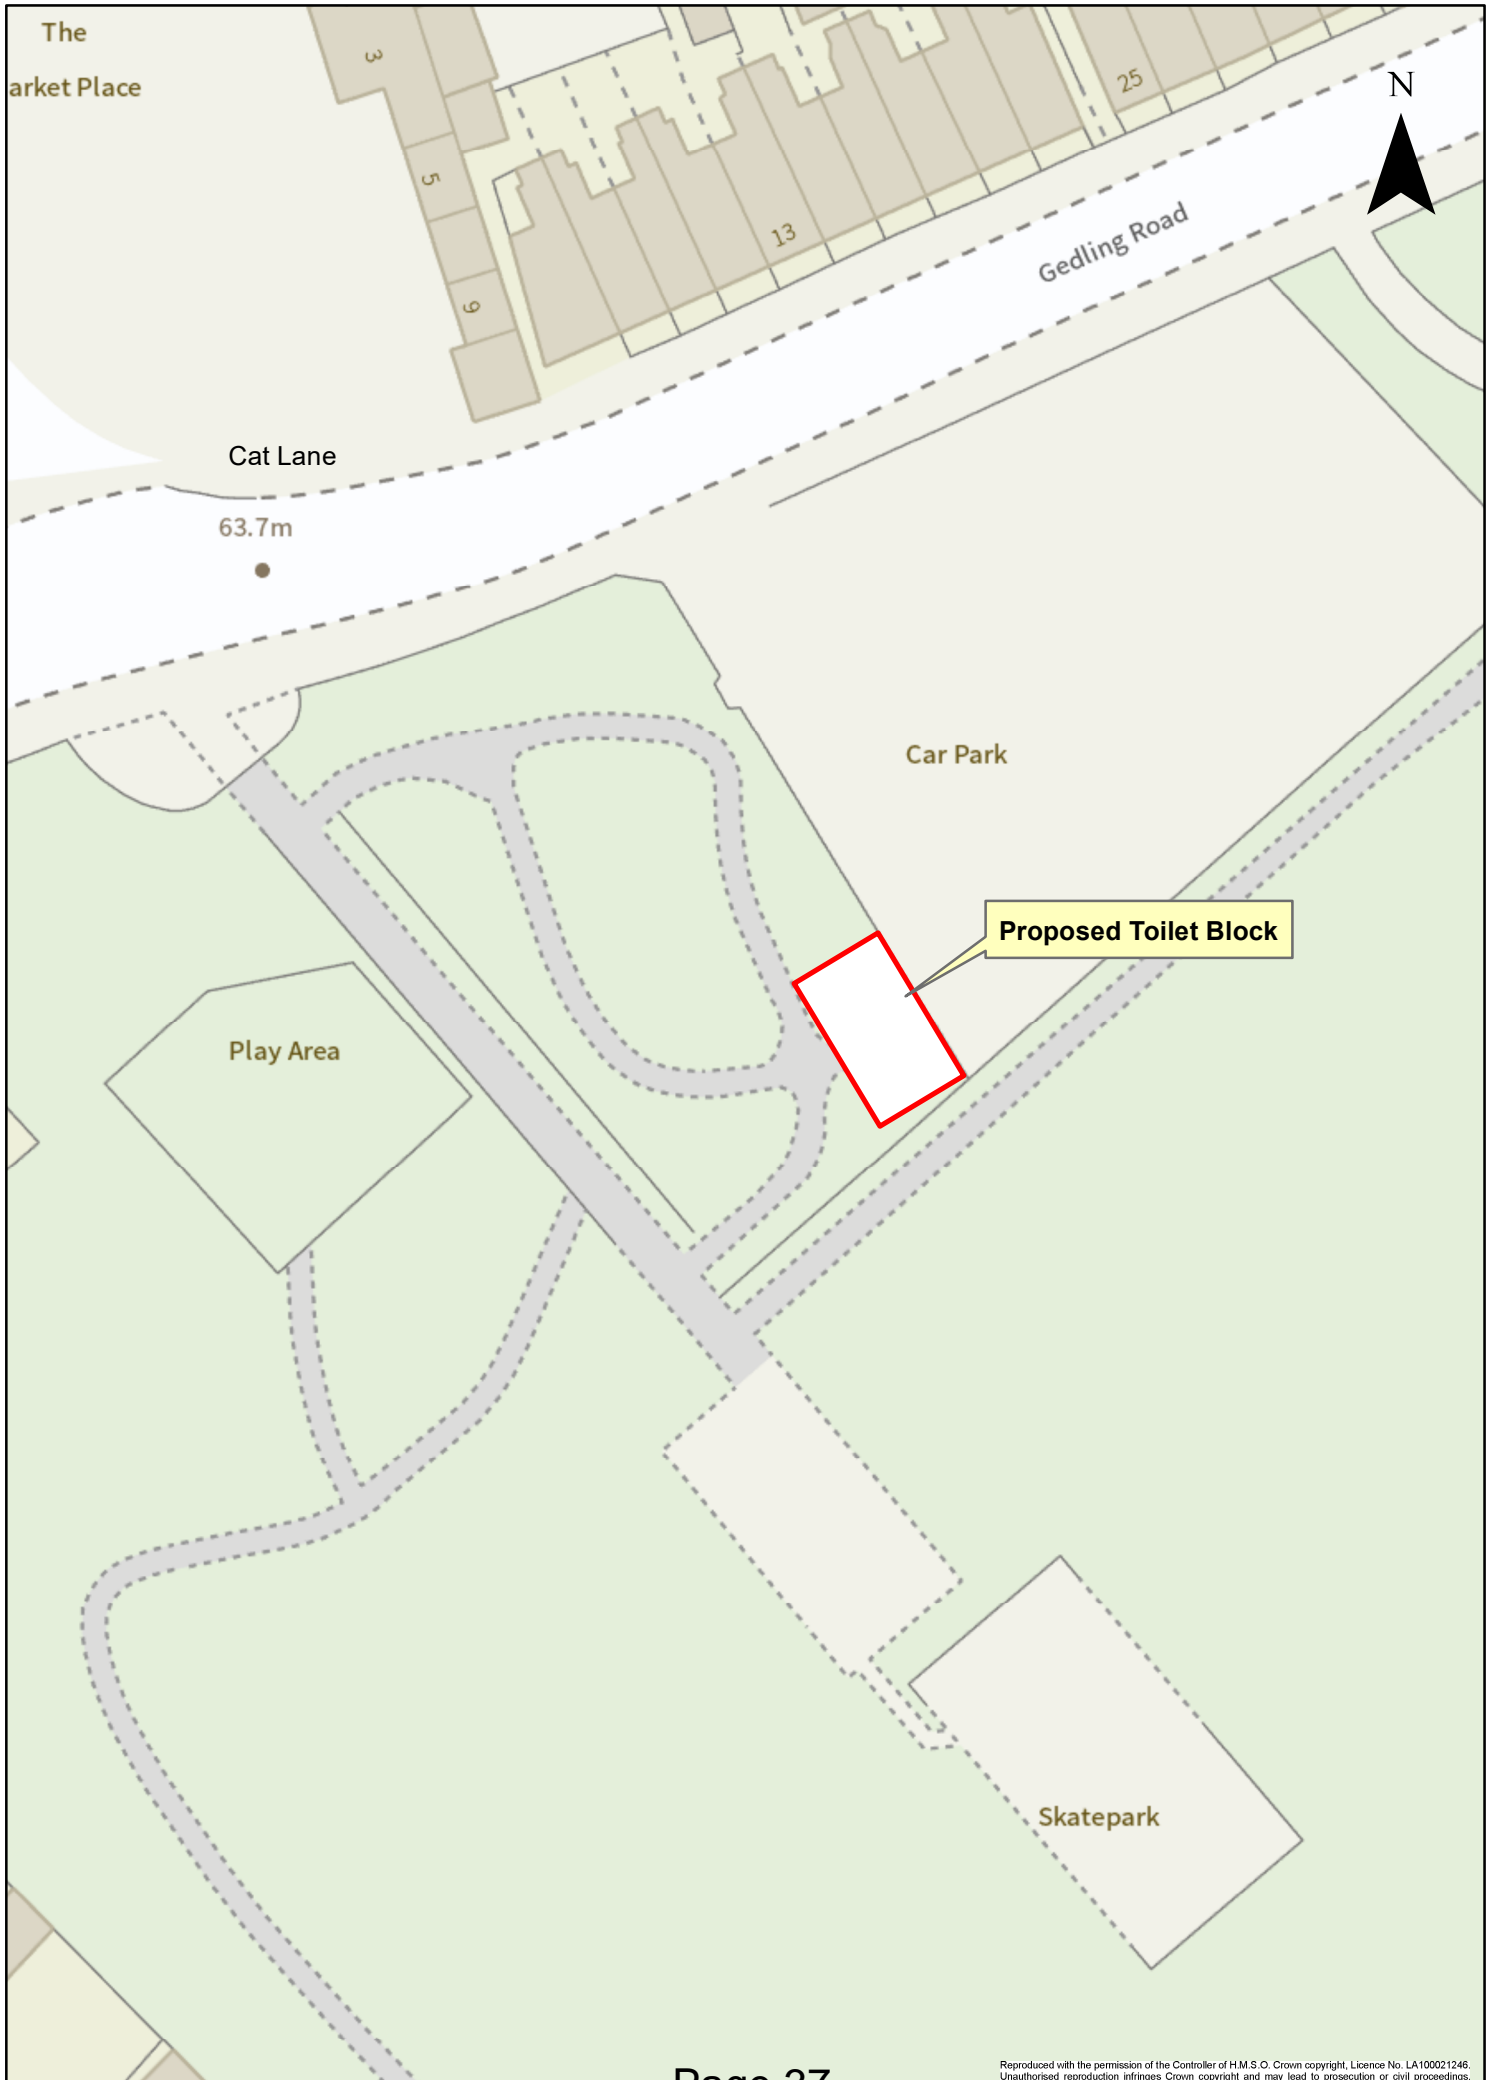 The
arket Place
3
5
9
13
25
N
Gedling Road
Cat Lane
63.7m
Car Park
Proposed Toilet Block
Play Area
Skatepark
Page 37
Reproduced with the permission of the Controller of H.M.S.O. Crown copyright, Licence No. LA100021246.
Unauthorised reproduction infringes Crown copyright and may lead to prosecution or civil proceedings.